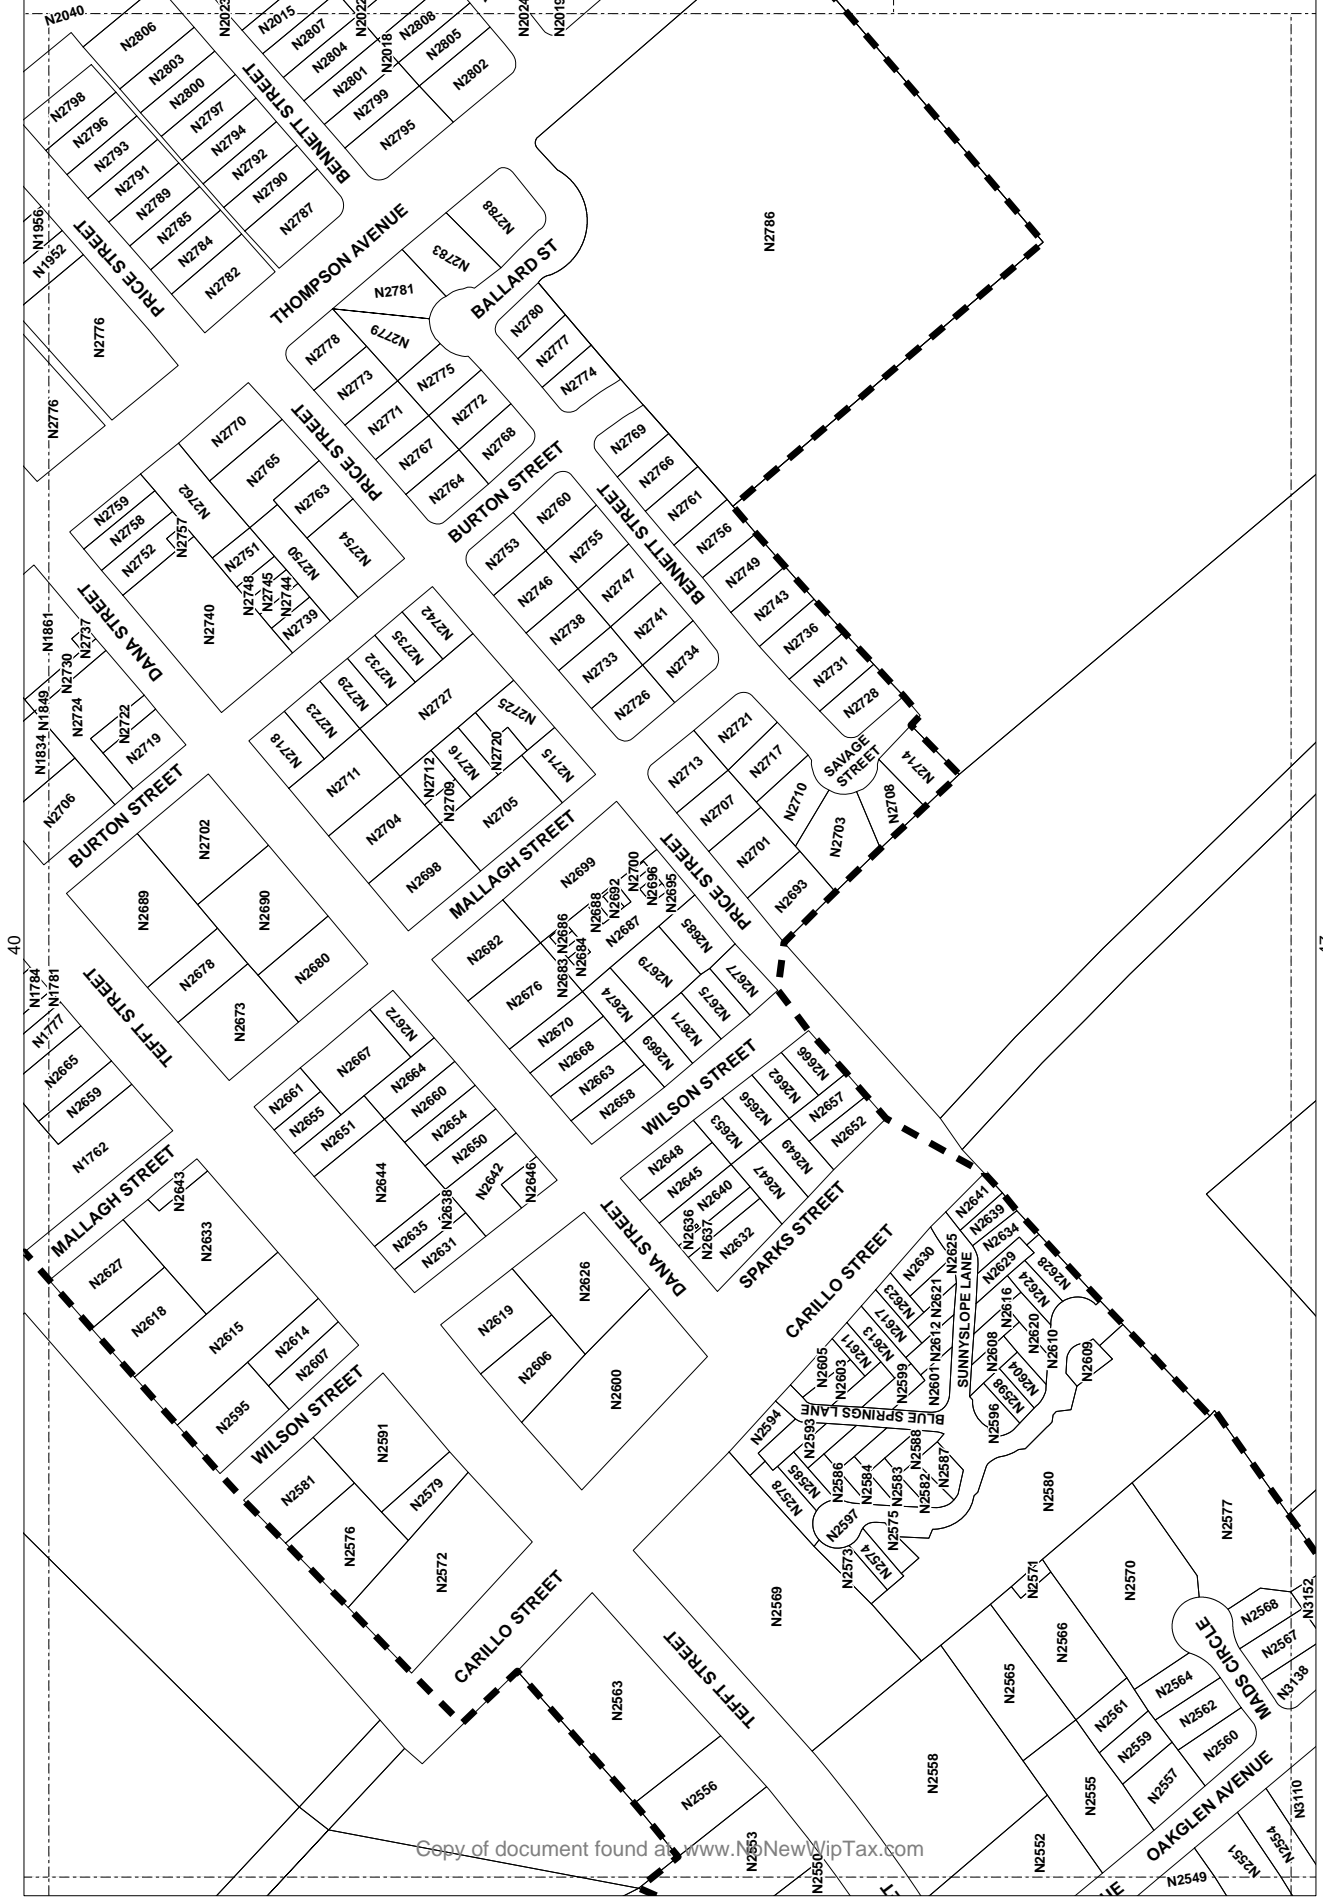 N2040
N2806
N2023
N2015
N2807
N2022
N2808
N2024
N2019
N2804
N2018
N2805
N2803
N2801
N2802
N2798
N2800
N2799
N2796
N2797
N2795
N2793
N2794
BENNETT STREET
N2791
N2792
N2789
N2790
N2785
N2787
N2788
N2784
N2786
N1956
N1952
PRICE STREET
N2782
THOMPSON AVENUE
N2783
N2781
BALLARD ST
N2776
N2779
N2780
N2778
N2777
N2775
N2774
N2773
N2776
N2772
N2771
N2770
N2769
PRICE STREET
N2768
N2767
N2765
N2766
N2764
BURTON STREET
N2763
N2762
N2761
N2760
N2759
N2758
N2757
N2756
N2755
N2754
N2753
N2752
N2751
N2750
N2749
BENNETT STREET
N2748
N2747
N2746
N2745
N2744
N2743
N2742
N2741
N2740
N2739
N2738
DANA STREET
N1861
N2737
N2736
N2735
N2734
N2733
N2732
N2731
N2730
N2729
N2728
N2727
N2726
N2725
N2724
N1849
N1834
N2723
N2722
N2721
N2720
N2719
N2718
N2717
N2716
N2715
SAVAGE
STREET
N2714
N2713
N2712
N2711
N2710
N2709
N2708
N2707
N2706
BURTON STREET
N2705
N2704
N2703
N2702
N2701
MALLAGH STREET
N2700
N2699
N2698
PRICE STREET
N2696
N2695
N2693
N2692
N2690
N2689
N2688
N2687
N2686
N2685
N2684
N2683
N2682
N2680
N2679
N2678
N2677
N2676
N2675
N2674
N2673
N2672
40
N1784
N1781
N1777
TEFFT STREET
N2671
N2670
N2669
N2668
N2667
N2666
N2665
N2664
N2663
N2662
N2661
N2660
N2659
N2658
WILSON STREET
N2657
N2656
N2655
N2654
N2653
N2652
N2651
N2650
N2649
N2648
N2647
N2646
N2645
N2644
N1762
MALLAGH STREET
N2643
N2642
N2641
N2640
N2639
N2638
N2637
N2636
N2635
N2634
N2633
N2632
N2631
N2630
DANA STREET
SPARKS STREET
CARILLO STREET
N2629
N2628
N2627
N2626
N2625
N2624
N2623
N2621
N2620
N2619
N2618
N2617
N2616
N2615
N2614
N2613
N2612
N2611
N2610
SUNNYSLOPE LANE
N2609
N2608
N2607
N2606
N2605
N2604
N2603
N2601
N2600
N2599
N2598
N2597
N2596
N2595
N2594
N2593
BLUE SPRINGS LANE
WILSON STREET
N2591
N2588
N2587
N2586
N2585
N2584
N2583
N2582
N2581
N2580
N2579
N2578
N2577
N2576
N2575
N2574
N2573
N2572
N2571
N2570
N2569
N2568
N3152
N2567
N3138
N2566
N2565
N2564
MADS CIRCLE
CARILLO STREET
N2563
TEFFT STREET
N2562
N2561
N2560
N2559
N2558
N2557
N2556
N2555
OAKGLEN AVENUE
N3110
N2554
N2553
N2552
N2551
N2550
N2549
Copy of document found at www.NoNewWipTax.com